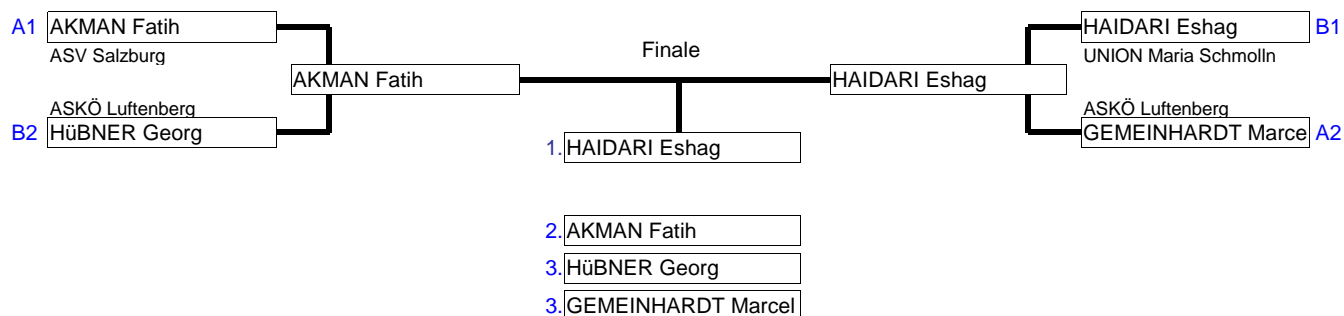 A1 AKMAN Fatih
ASV Salzburg
ASKÖ Luftenberg
B2 HüBNER Georg
AKMAN Fatih
Finale
HAIDARI Eshag
HAIDARI Eshag B1
UNION Maria Schmolln
ASKÖ Luftenberg
GEMEINHARDT Marce A2
1. HAIDARI Eshag
2. AKMAN Fatih
3. HüBNER Georg
3. GEMEINHARDT Marcel